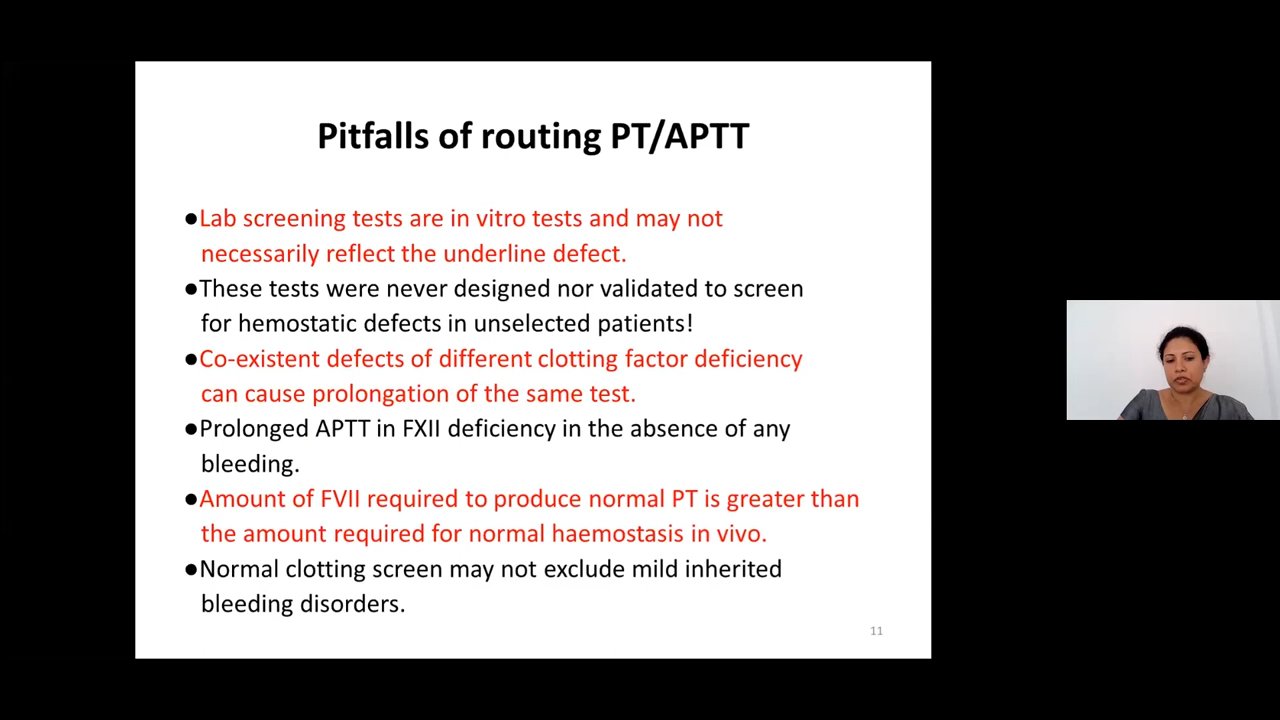 Pitfalls of routing PT/APTT
●Lab screening tests are in vitro tests and may not
necessarily reflect the underline defect.
●These tests were never designed nor validated to screen
for hemostatic defects in unselected patients!
●Co-existent defects of different clotting factor deficiency
can cause prolongation of the same test.
●Prolonged APTT in FXII deficiency in the absence of any
bleeding.
●Amount of FVII required to produce normal PT is greater than
the amount required for normal haemostasis in vivo.
●Normal clotting screen may not exclude mild inherited
bleeding disorders.
11